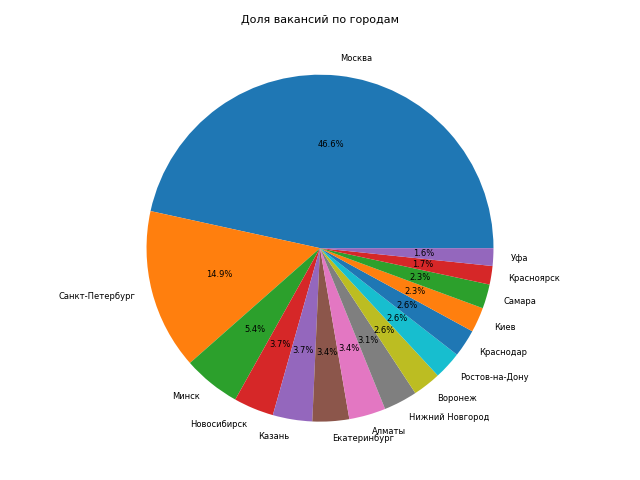 Доля вакансий по городам
Москва
46.6%
Санкт-Петербург
14.9%
Минск
5.4%
Новосибирск
3.7%
Казань
3.7%
Екатеринбург
3.4%
Алматы
3.4%
Нижний Новгород
3.1%
Воронеж
2.6%
Ростов-на-Дону
2.6%
Краснодар
2.6%
Киев
2.3%
Самара
2.3%
Красноярск
1.7%
Уфа
1.6%